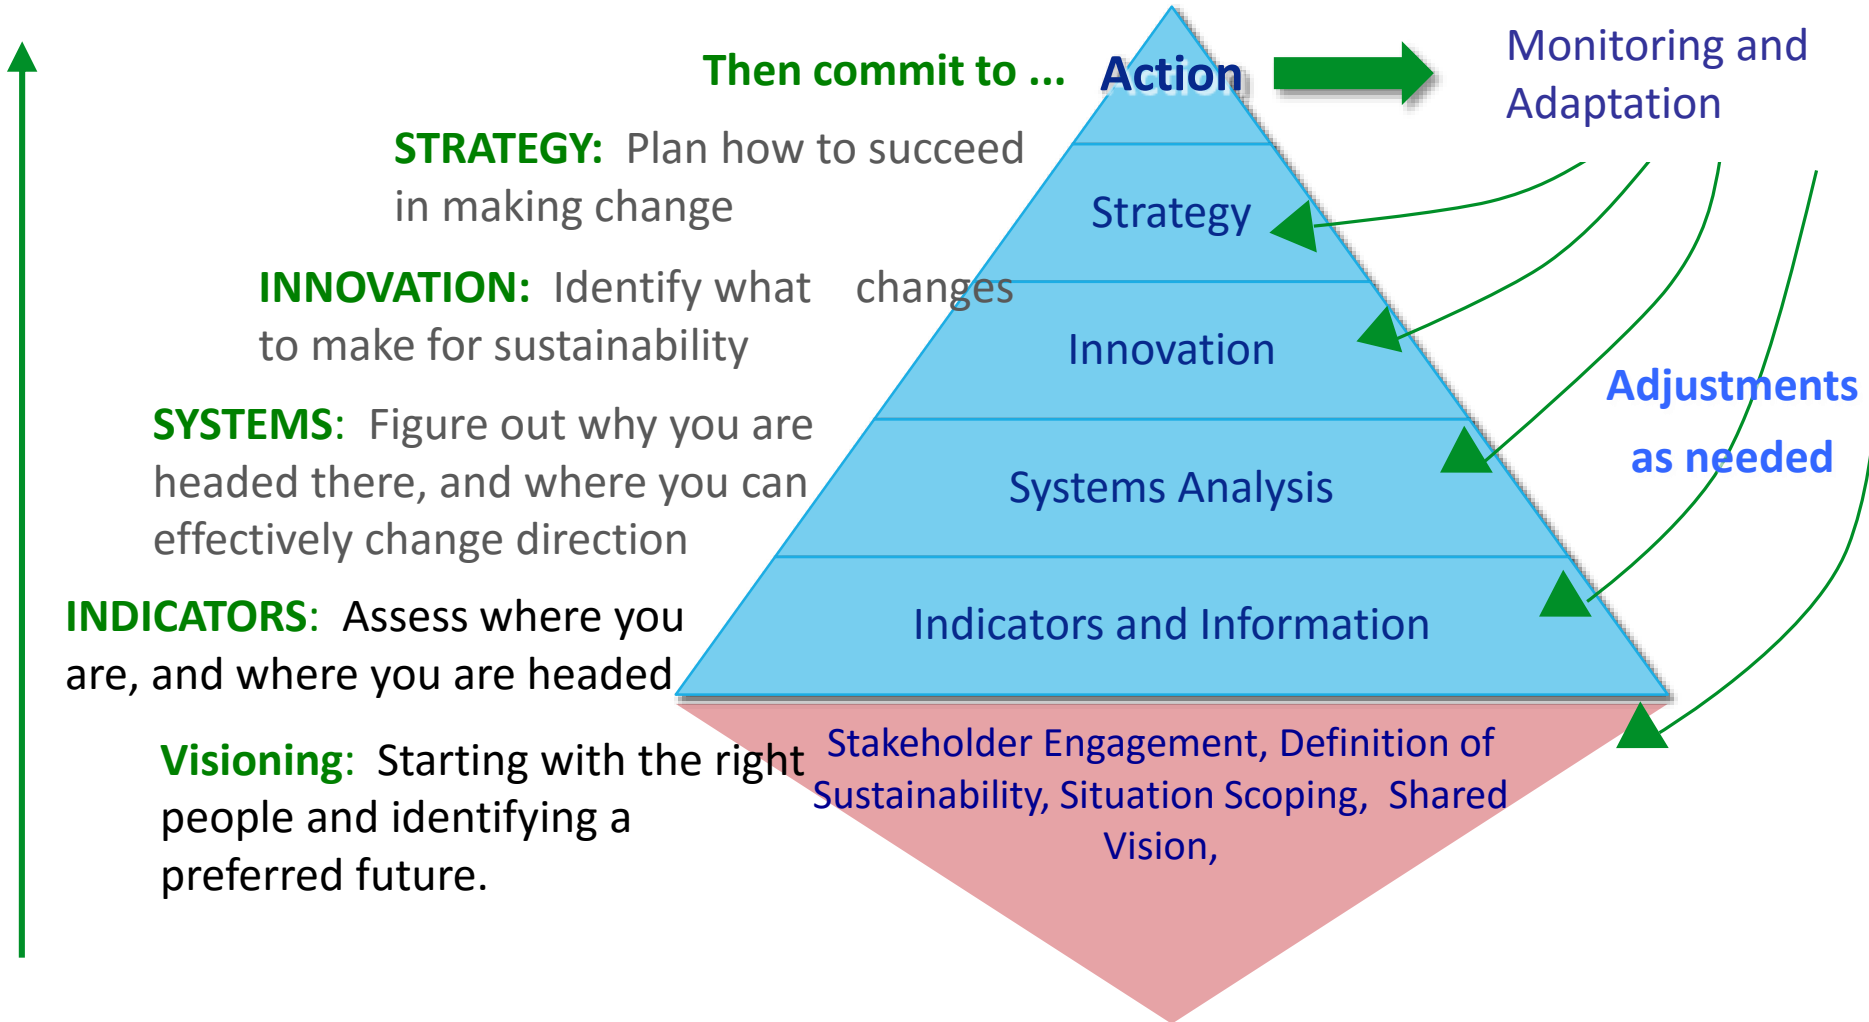 Then commit to ...
Action
Monitoring and
Adaptation
STRATEGY: Plan how to succeed
in making change
Strategy
INNOVATION: Identify what changes
to make for sustainability
Innovation
Adjustments
as needed
SYSTEMS: Figure out why you are
headed there, and where you can
effectively change direction
Systems Analysis
INDICATORS: Assess where you
are, and where you are headed
Indicators and Information
Visioning: Starting with the right
people and identifying a
preferred future.
Stakeholder Engagement, Definition of
Sustainability, Situation Scoping, Shared
Vision,